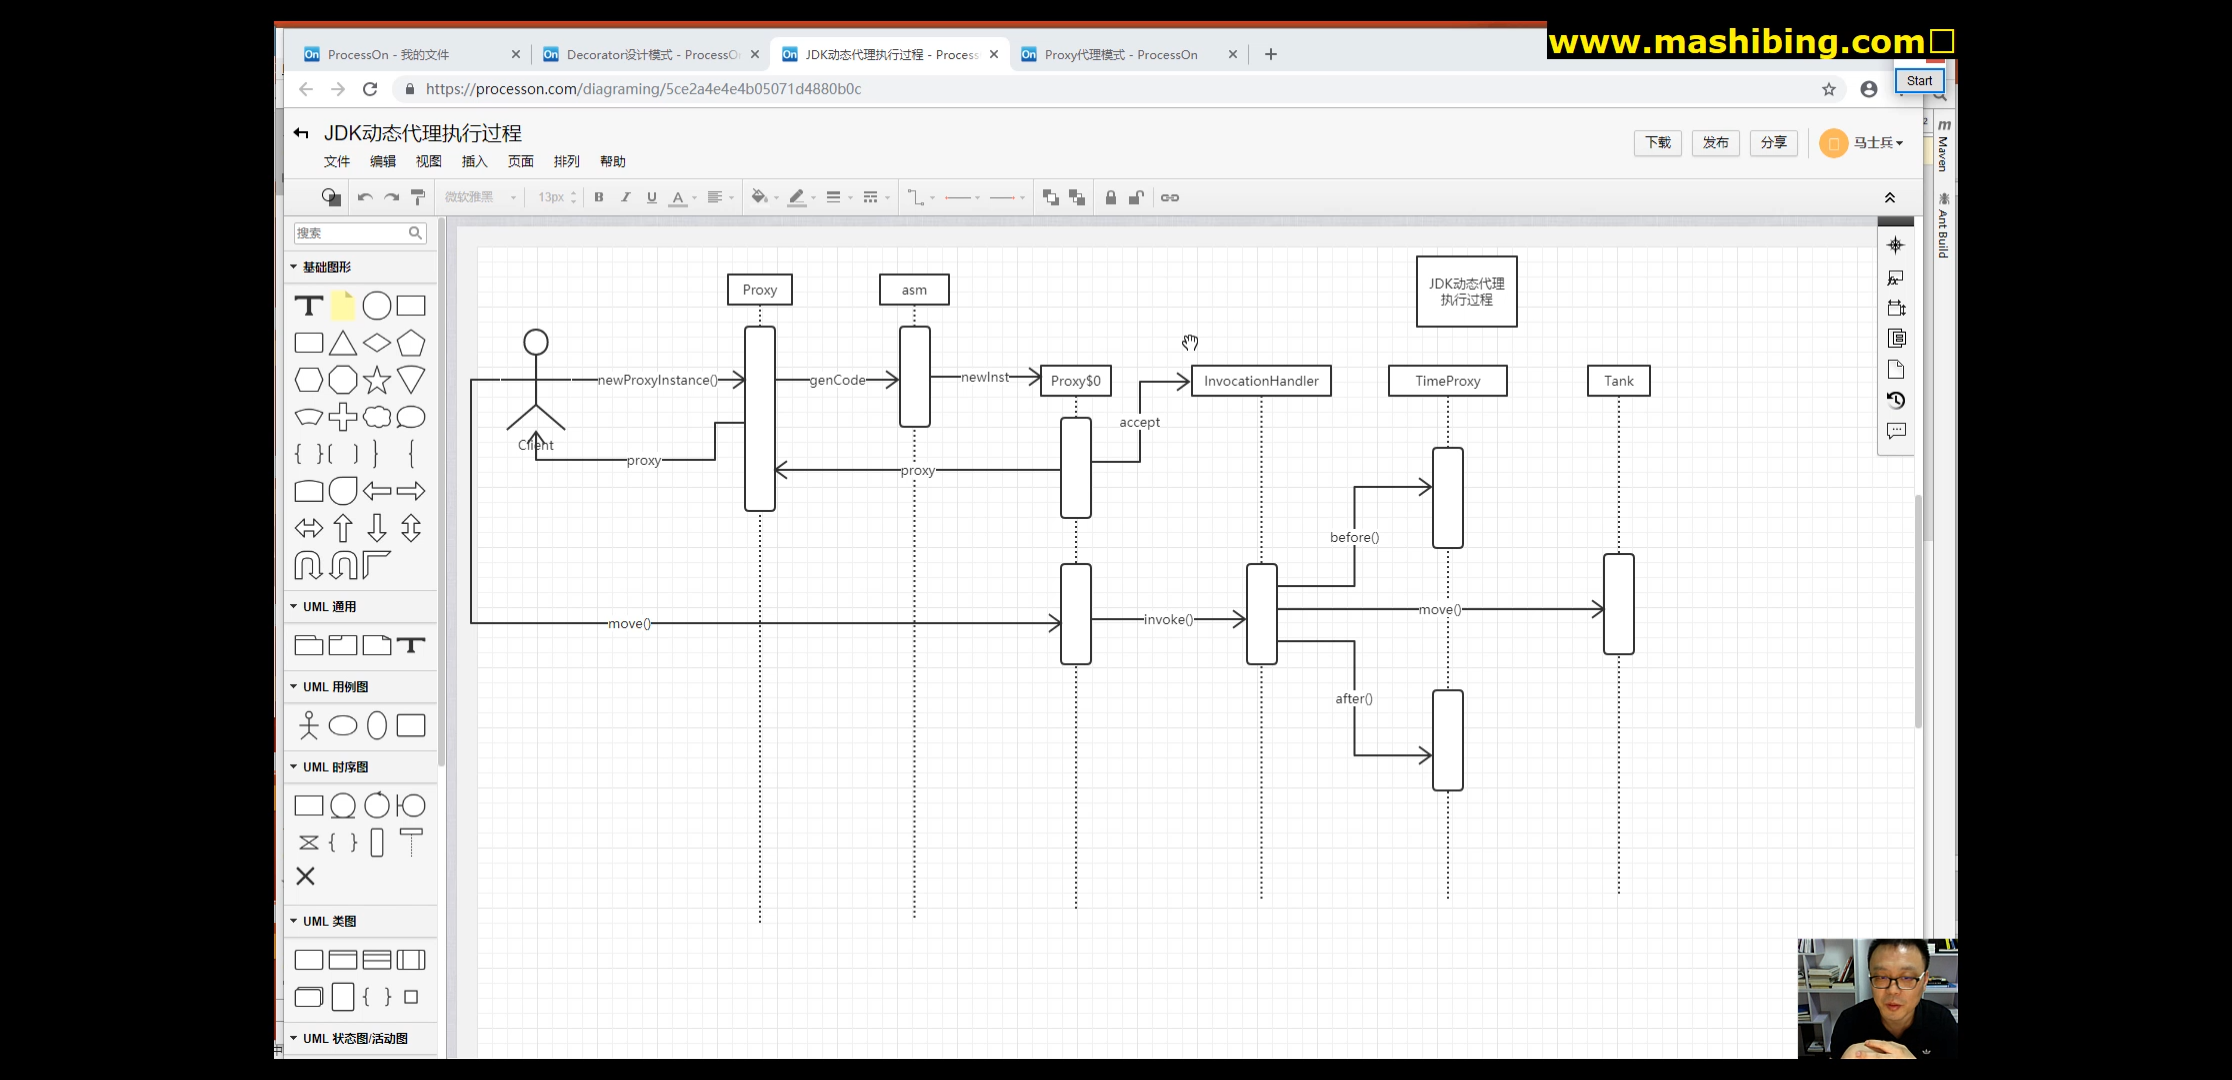 www.mashibing.com
ProcessOn - 我的文件
Decorator设计模式 - ProcessO
JDK动态代理执行过程 - Process
Proxy代理模式 - ProcessOn
Start
https://processon.com/diagraming/5ce2a4e4e4b05071d4880b0c
JDK动态代理执行过程
文件 编辑 视图 插入 页面 排列 帮助
下载 发布 分享 马士兵
微软雅黑 13px B I U A
搜索
基础图形
UML 通用
UML 用例图
UML 时序图
UML 类图
UML 状态图/活动图
Maven
Ant Build
JDK动态代理
执行过程
Proxy
asm
Proxy$0
InvocationHandler
TimeProxy
Tank
newProxyInstance()
genCode
newInst
accept
Client
proxy
proxy
before()
move()
invoke()
move()
after()